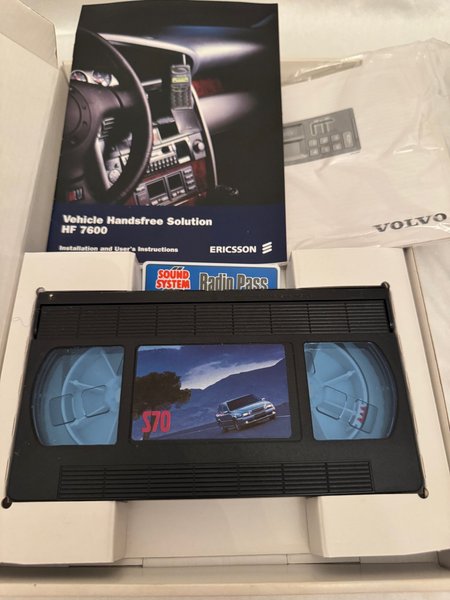 Vehicle Handsfree Solution
HF 7600
Installation and User's Instructions
ERICSSON
VOLVO
SOUND
SYSTEM
Radio Pass
S70